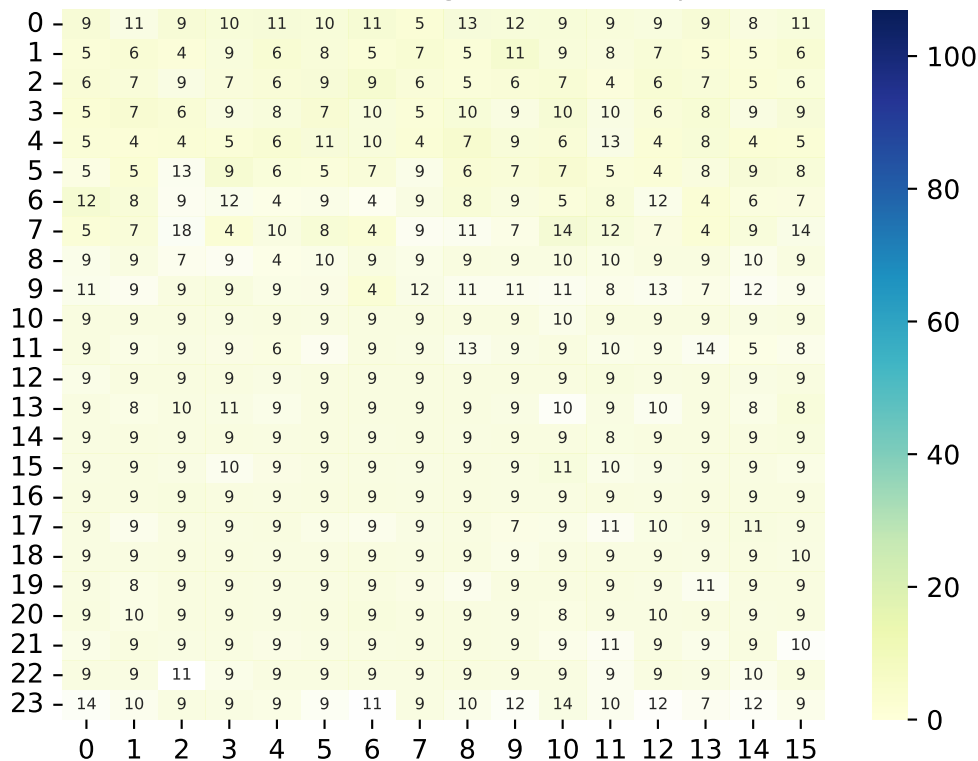 0 9 11 9 10 11 10 11 5 13 12 9 9 9 9 8 11
1 5 6 4 9 6 8 5 7 5 11 9 8 7 5 5 6
2 6 7 9 7 6 9 9 6 5 6 7 4 6 7 5 6
3 5 7 6 9 8 7 10 5 10 9 10 10 6 8 9 9
4 5 4 4 5 6 11 10 4 7 9 6 13 4 8 4 5
5 5 5 13 9 6 5 7 9 6 7 7 5 4 8 9 8
6 12 8 9 12 4 9 4 9 8 9 5 8 12 4 6 7
7 5 7 18 4 10 8 4 9 11 7 14 12 7 4 9 14
8 9 9 7 9 4 10 9 9 9 9 10 10 9 9 10 9
9 11 9 9 9 9 9 4 12 11 11 11 8 13 7 12 9
10 9 9 9 9 9 9 9 9 9 9 10 9 9 9 9 9
11 9 9 9 9 6 9 9 9 13 9 9 10 9 14 5 8
12 9 9 9 9 9 9 9 9 9 9 9 9 9 9 9 9
13 9 8 10 11 9 9 9 9 9 9 10 9 10 9 8 8
14 9 9 9 9 9 9 9 9 9 9 9 8 9 9 9 9
15 9 9 9 10 9 9 9 9 9 9 11 10 9 9 9 9
16 9 9 9 9 9 9 9 9 9 9 9 9 9 9 9 9
17 9 9 9 9 9 9 9 9 9 7 9 11 10 9 11 9
18 9 9 9 9 9 9 9 9 9 9 9 9 9 9 9 10
19 9 8 9 9 9 9 9 9 9 9 9 9 9 11 9 9
20 9 10 9 9 9 9 9 9 9 9 8 9 10 9 9 9
21 9 9 9 9 9 9 9 9 9 9 9 11 9 9 9 10
22 9 9 11 9 9 9 9 9 9 9 9 9 9 9 10 9
23 14 10 9 9 9 9 11 9 10 12 14 10 12 7 12 9
0 1 2 3 4 5 6 7 8 9 10 11 12 13 14 15
100
80
60
40
20
0